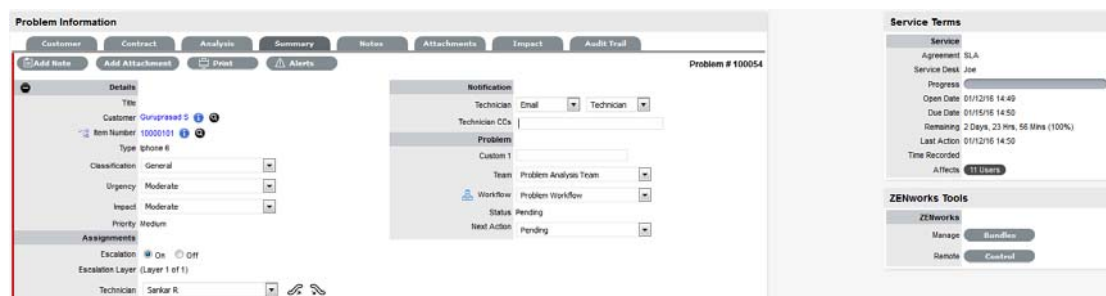 Problem Information
Customer Contract Analysis Summary Notes Attachments Impact Audit Trail
Add Note Add Attachment Print Alerts Problem # 100054
Details
Title
Customer Guruprasad S
Item Number 10000101
Type Iphone 6
Classification General
Urgency Moderate
Impact Moderate
Priority Medium
Assignments
Escalation On Off
Escalation Layer (Layer 1 of 1)
Technician Sankar R
Notification
Technician Email Technician
Technician CCs
Problem
Custom 1
Team Problem Analysis Team
Workflow Problem Workflow
Status Pending
Next Action Pending
Service Terms
Service
Agreement SLA
Service Desk Joe
Progress
Open Date 01/12/16 14:49
Due Date 01/15/16 14:50
Remaining 2 Days, 23 Hrs, 56 Mins (100%)
Last Action 01/12/16 14:50
Time Recorded
Affects 11 Users
ZENworks Tools
ZENworks
Manage Bundles
Remote Control